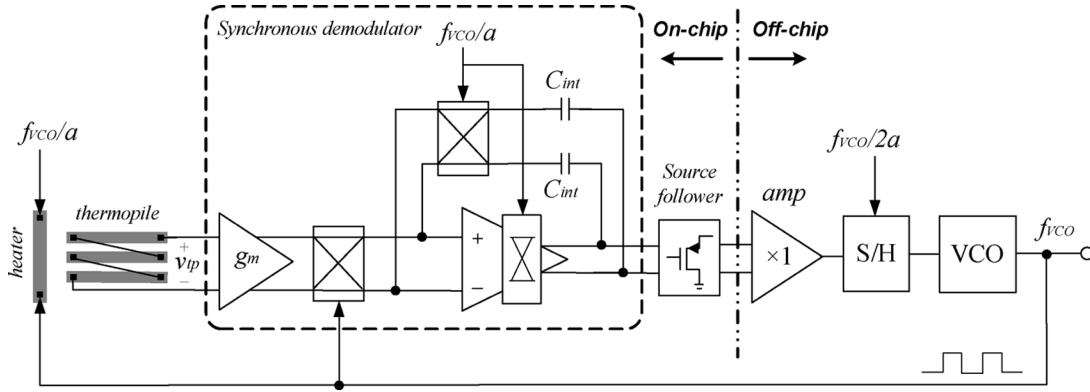 Synchronous demodulator
fVCO/a
On-chip
Off-chip
Cint
fVCO/a
thermopile
heater
+
vtp
−
gm
+
−
Cint
Source
follower
amp
×1
fVCO/2a
S/H
VCO
fVCO